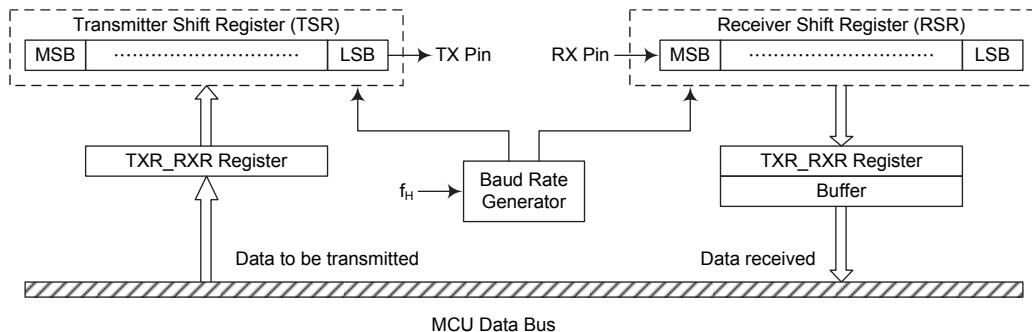 Transmitter Shift Register (TSR)
Receiver Shift Register (RSR)
MSB
LSB
TX Pin
RX Pin
MSB
LSB
TXR_RXR Register
Baud Rate
Generator
fH
TXR_RXR Register
Buffer
Data to be transmitted
Data received
MCU Data Bus